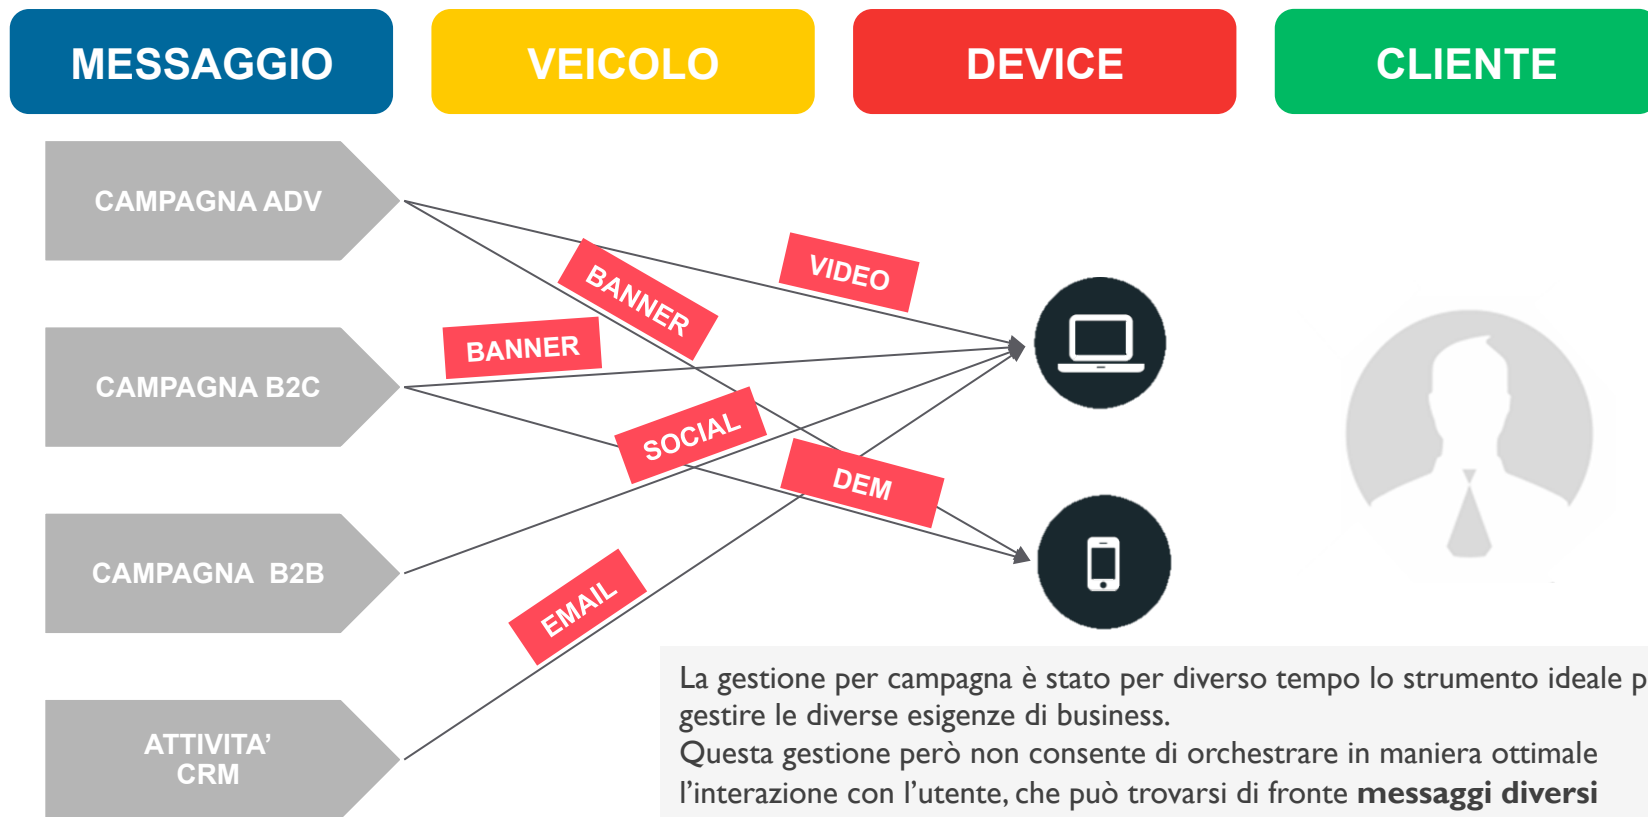 MESSAGGIO
VEICOLO
DEVICE
CLIENTE
CAMPAGNA ADV
VIDEO
BANNER
BANNER
CAMPAGNA B2C
SOCIAL
DEM
CAMPAGNA B2B
EMAIL
ATTIVITA’
CRM
La gestione per campagna è stato per diverso tempo lo strumento ideale p
gestire le diverse esigenze di business.
Questa gestione però non consente di orchestrare in maniera ottimale
l’interazione con l’utente, che può trovarsi di fronte messaggi diversi